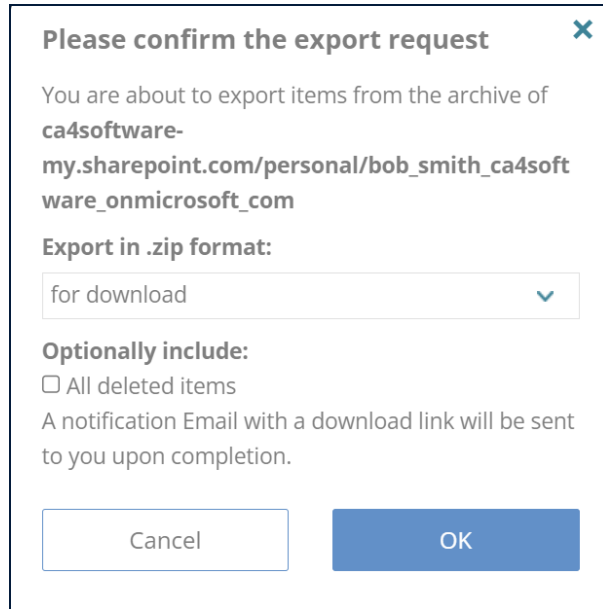 Please confirm the export request
You are about to export items from the archive of
ca4software-
my.sharepoint.com/personal/bob_smith_ca4soft
ware_onmicrosoft_com
Export in .zip format:
for download
Optionally include:
All deleted items
A notification Email with a download link will be sent
to you upon completion.
Cancel
OK